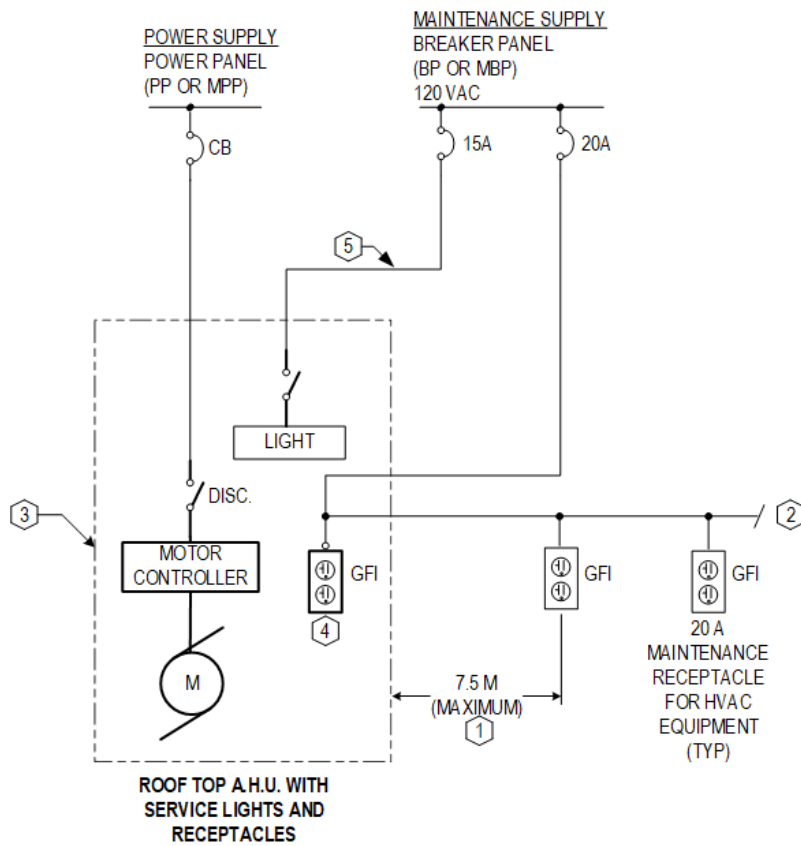 POWER SUPPLY
POWER PANEL
(PP OR MPP)
MAINTENANCE SUPPLY
BREAKER PANEL
(BP OR MBP)
120 VAC
CB
15A
20A
5
LIGHT
3
DISC.
2
MOTOR
CONTROLLER
GFI
GFI
GFI
4
20 A
MAINTENANCE
RECEPTACLE
FOR HVAC
EQUIPMENT
(TYP)
M
7.5 M
(MAXIMUM)
1
ROOF TOP A.H.U. WITH
SERVICE LIGHTS AND
RECEPTACLES